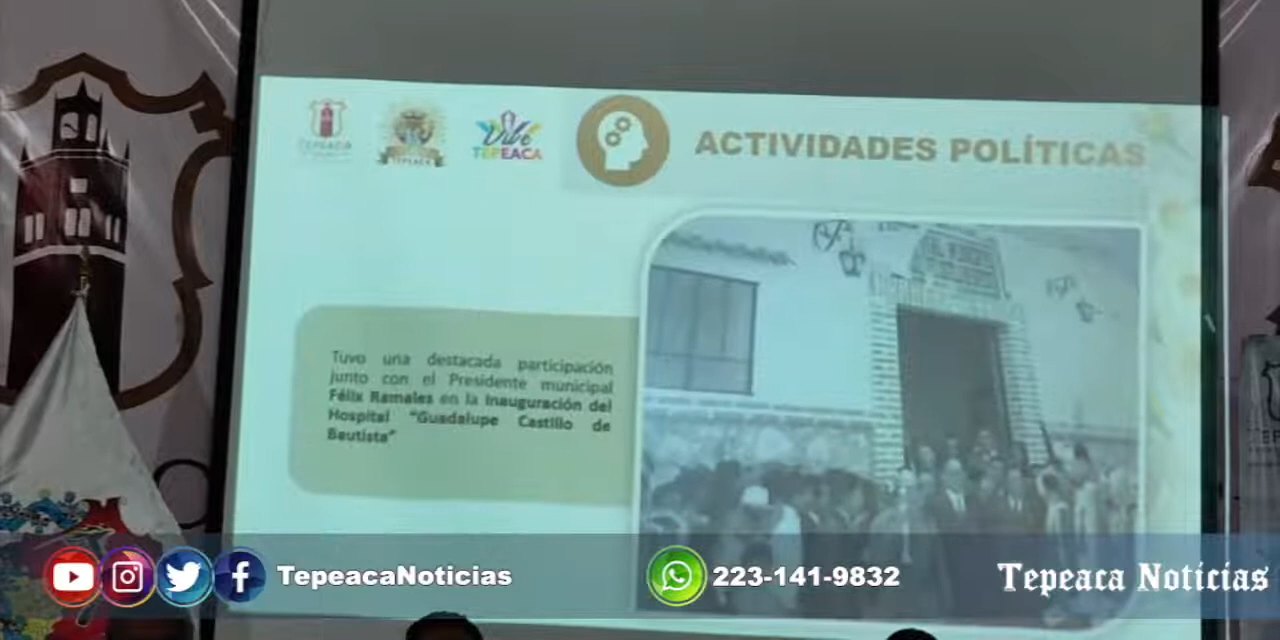 TEPEACA
TEPEACA
Vive
TEPEACA
ACTIVIDADES POLÍTICAS
Tuvo una destacada participación
junto con el Presidente municipal
Félix Ramales en la Inauguración del
Hospital "Guadalupe Castillo de
Bautista"
TepeacaNoticias
223-141-9832
Tepeaca Noticias